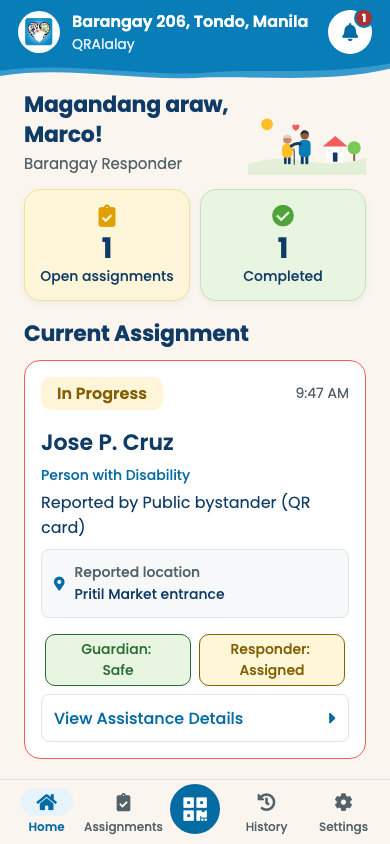 Barangay 206, Tondo, Manila
QRAlalay
1
Magandang araw,
Marco!
Barangay Responder
1
Open assignments
1
Completed
Current Assignment
In Progress
9:47 AM
Jose P. Cruz
Person with Disability
Reported by Public bystander (QR
card)
Reported location
Pritil Market entrance
Guardian:
Safe
Responder:
Assigned
View Assistance Details
Home
Assignments
History
Settings